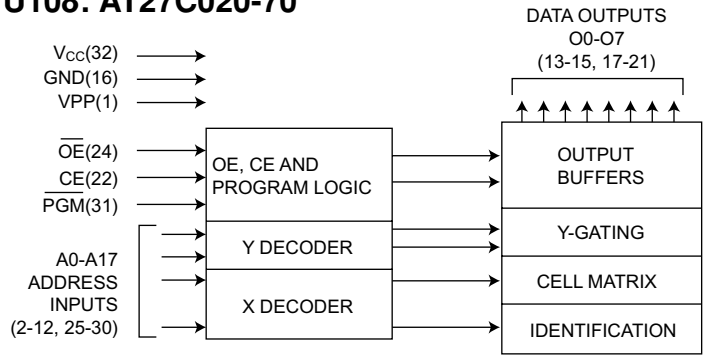 U108: AT27C020-70
DATA OUTPUTS
O0-O7
(13-15, 17-21)
VCC(32)
GND(16)
VPP(1)
OE(24)
CE(22)
PGM(31)
OE, CE AND
PROGRAM LOGIC
OUTPUT
BUFFERS
A0-A17
ADDRESS
INPUTS
(2-12, 25-30)
Y DECODER
Y-GATING
X DECODER
CELL MATRIX
IDENTIFICATION